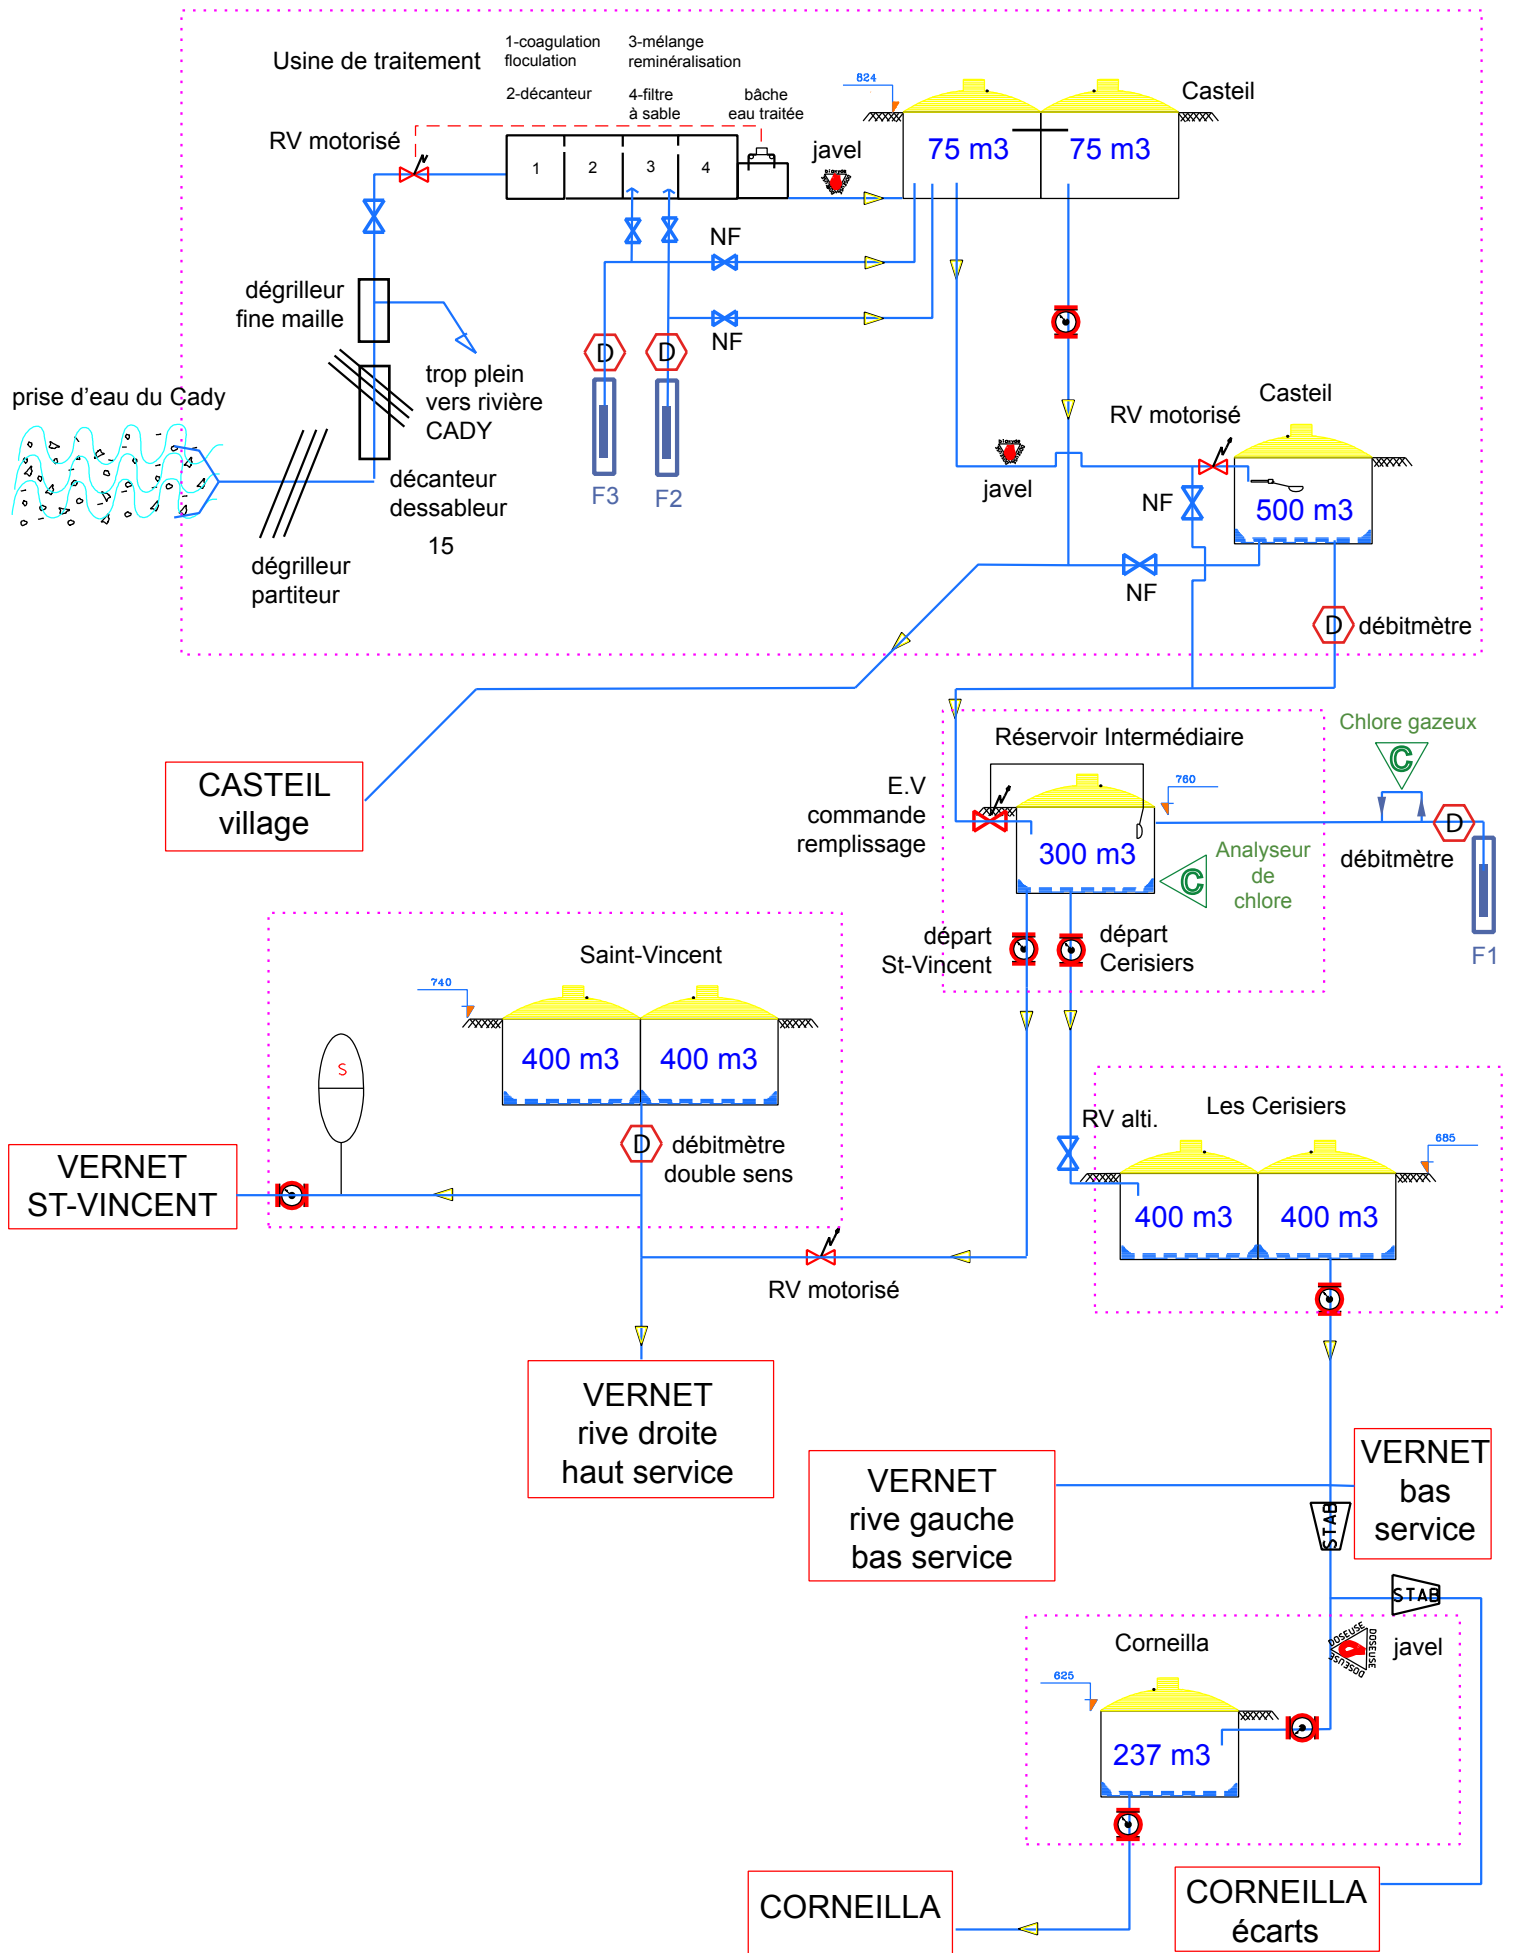 Usine de traitement
1-coagulation
floculation
2-décanteur
3-mélange
reminéralisation
4-filtre
à sable
bâche
eau traitée
RV motorisé
1
2
3
4
javel
824
Casteil
75 m3
75 m3
NF
NF
dégrilleur
fine maille
trop plein
vers rivière
CADY
D
D
F3
F2
prise d'eau du Cady
décanteur
dessableur
15
dégrilleur
partiteur
javel
RV motorisé
Casteil
500 m3
NF
NF
D
débitmètre
CASTEIL
village
Réservoir Intermédiaire
E.V
commande
remplissage
760
300 m3
Chlore gazeux
C
D
débitmètre
F1
C
Analyseur
de
chlore
départ
St-Vincent
départ
Cerisiers
Saint-Vincent
740
400 m3
400 m3
S
D
débitmètre
double sens
VERNET
ST-VINCENT
RV motorisé
RV alti.
Les Cerisiers
685
400 m3
400 m3
VERNET
rive droite
haut service
VERNET
rive gauche
bas service
VERNET
bas
service
STAB
STAB
Corneilla
DOSEUSE
DOSEUSE
DOSEUSE
javel
625
237 m3
CORNEILLA
CORNEILLA
écarts